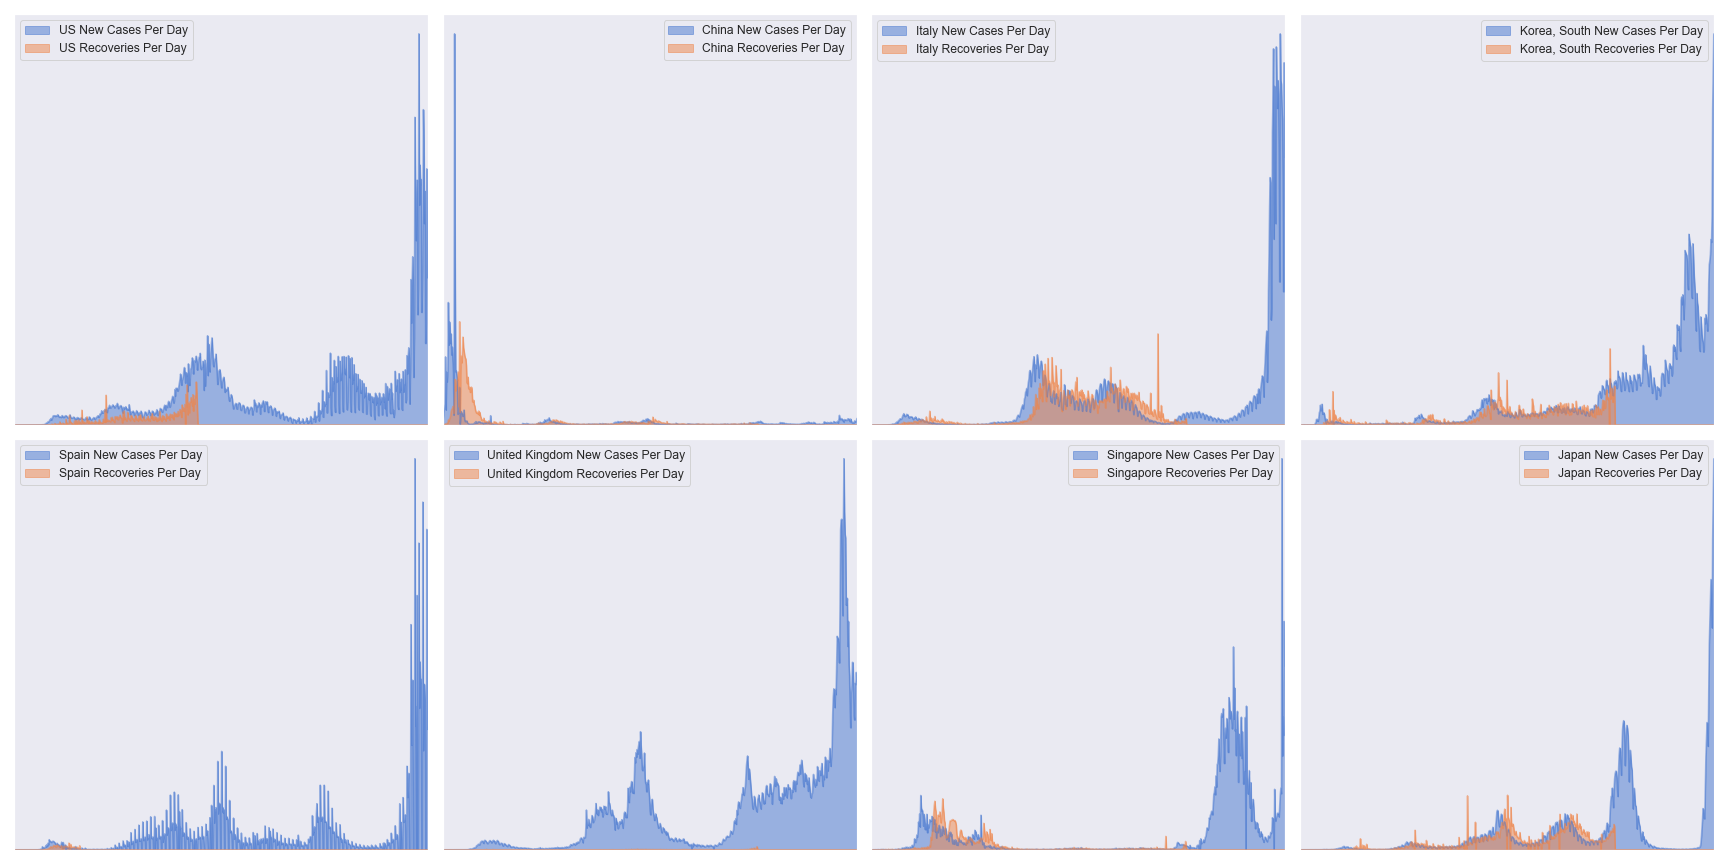 US New Cases Per Day
US Recoveries Per Day
China New Cases Per Day
China Recoveries Per Day
Italy New Cases Per Day
Italy Recoveries Per Day
Korea, South New Cases Per Day
Korea, South Recoveries Per Day
Spain New Cases Per Day
Spain Recoveries Per Day
United Kingdom New Cases Per Day
United Kingdom Recoveries Per Day
Singapore New Cases Per Day
Singapore Recoveries Per Day
Japan New Cases Per Day
Japan Recoveries Per Day